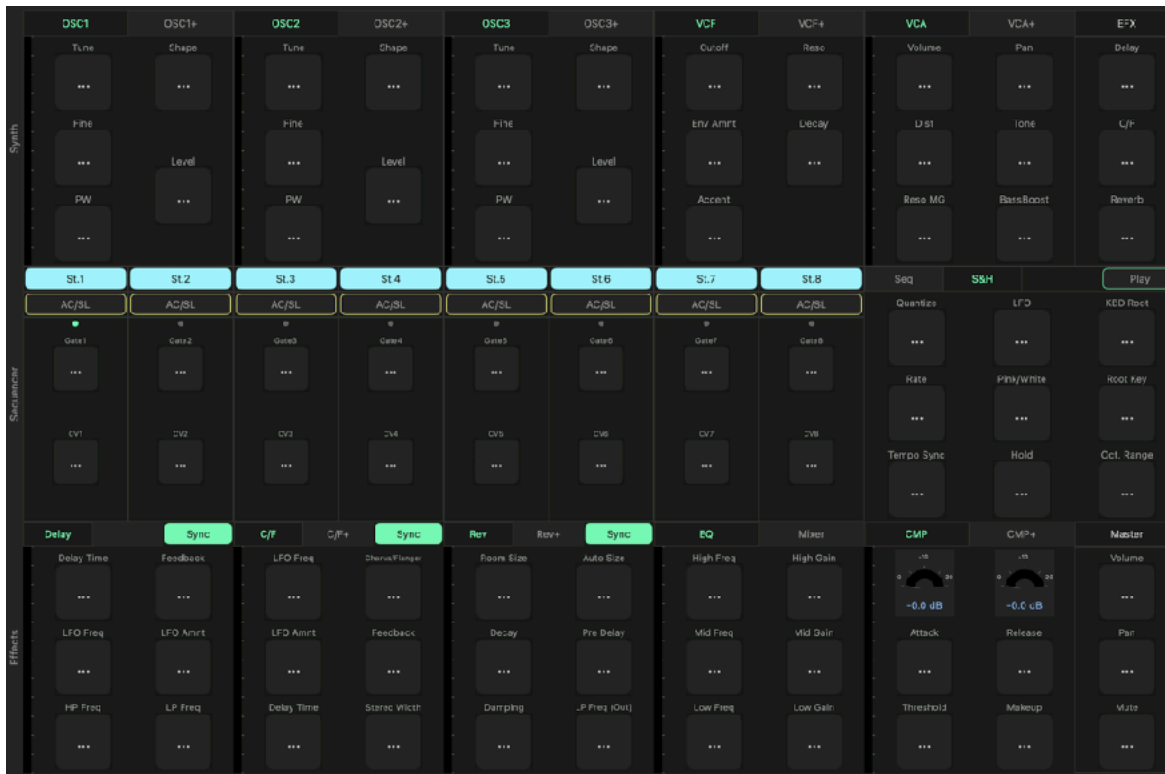 OSC1 OSC1+ OSC2 OSC2+ OSC3 OSC3+ VCF VCF+ VCA VCA+ EFX
Tune Shape Tune Shape Tune Shape Cutoff Reso Volume Pan Delay
... ... ... ... ... ... ... ... ... ... ...
Fine Fine Fine Env Amnt Decay Dist Tone C/F
Synth
Level Level Level
... ... ... ... ... ... ... ... ... ... ...
PW PW PW Accent Reso MG BassBoost Reverb
... ... ... ... ... ... ...
St.1 St.2 St.3 St.4 St.5 St.6 St.7 St.8 Seq S&H Play
AC/SL AC/SL AC/SL AC/SL AC/SL AC/SL AC/SL AC/SL Quantize LFO KBD Root
Gate1 Gate2 Gate3 Gate4 Gate5 Gate6 Gate7 Gate8
... ... ... ... ... ... ... ... ... ... ...
Rate Pink/White Root Key
Sequencer
... ... ...
CV1 CV2 CV3 CV4 CV5 CV6 CV7 CV8
Tempo Sync Hold Oct. Range
... ... ... ... ... ... ... ... ... ... ...
Delay Sync C/F C/F+ Sync Rev Rev+ Sync EQ Mixer CMP CMP+ Master
Delay Time Feedback LFO Freq Chorus/Flanger Room Size Auto Size High Freq High Gain Volume
0 0
... ... ... ... ... ... ... ... -0.0 dB -0.0 dB ...
LFO Freq LFO Amnt LFO Amnt Feedback Decay Pre Delay Mid Freq Mid Gain Attack Release Pan
Effects
... ... ... ... ... ... ... ... ... ... ...
HP Freq LP Freq Delay Time Stereo Width Damping LP Freq (Out) Low Freq Low Gain Threshold Makeup Mute
... ... ... ... ... ... ... ... ... ... ...